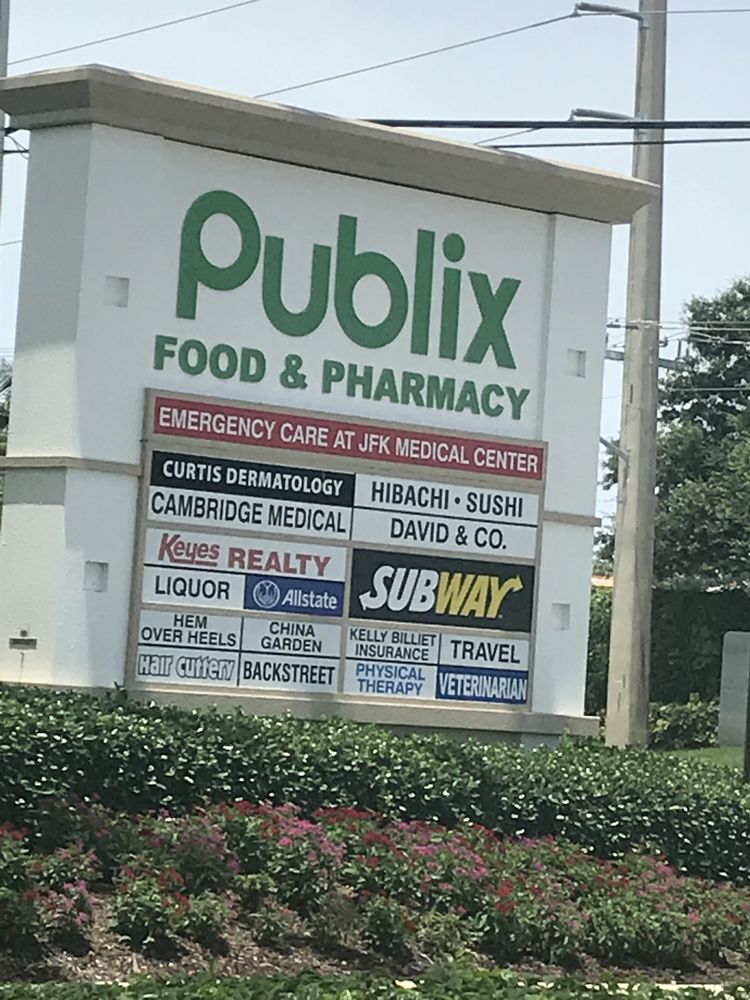 Publix
FOOD & PHARMACY
EMERGENCY CARE AT JFK MEDICAL CENTER
CURTIS DERMATOLOGY
CAMBRIDGE MEDICAL
HIBACHI • SUSHI
DAVID & CO.
Keyes REALTY
LIQUOR
Allstate
SUBWAY
HEM
OVER HEELS
CHINA
GARDEN
Hair Cuttery
BACKSTREET
KELLY BILLIET
INSURANCE
TRAVEL
PHYSICAL
THERAPY
VETERINARIAN